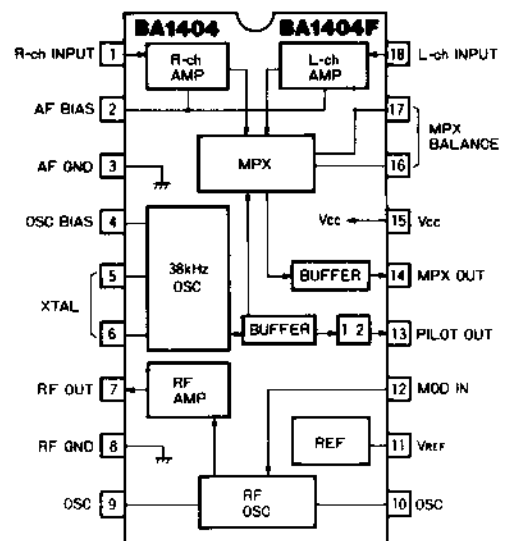 BA1404 BA1404F
R-ch INPUT 1 R-ch AMP L-ch AMP 18 L-ch INPUT
AF BIAS 2 17
MPX BALANCE
AF GND 3 MPX 16
OSC BIAS 4 Vcc 15 Vcc
XTAL
5 38kHz OSC BUFFER 14 MPX OUT
6 BUFFER 1 2 13 PILOT OUT
RF OUT 7 RF AMP 12 MOD IN
RF GND 8 REF 11 VREF
OSC 9 RF OSC 10 OSC